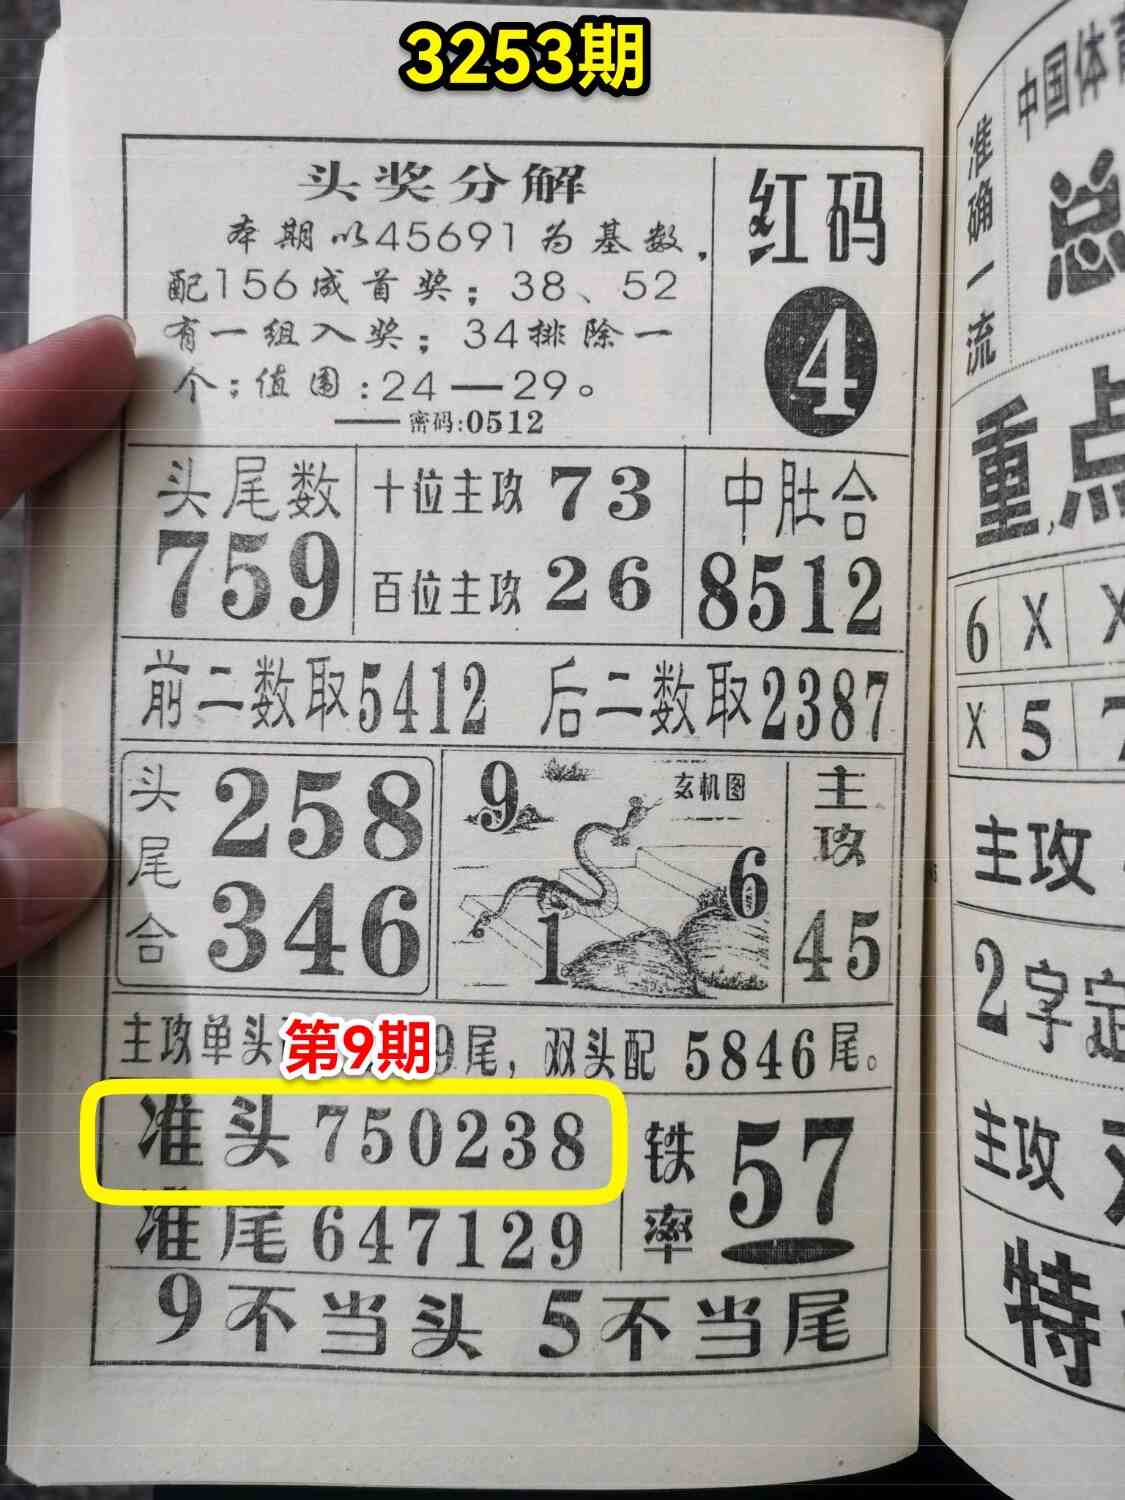 3253期
头奖分解
本期以45691为基数，
配156成首奖；38、52
有一组入奖；34排除一
个；值围：24——29。
——密码：0512
红码
4
头尾数
759
十位主攻 73
百位主攻 26
中肚合
8512
前二数取5412 后二数取2387
头尾合
258
346
玄机图
9
6
1
主攻
45
主攻单头
9尾，双头配 5846尾。
第9期
准头750238
准尾647129
铁率
57
9不当头 5不当尾
准确一流
中国体
总
重点
6 X X
X 5 7
主攻
2字定
主攻
特